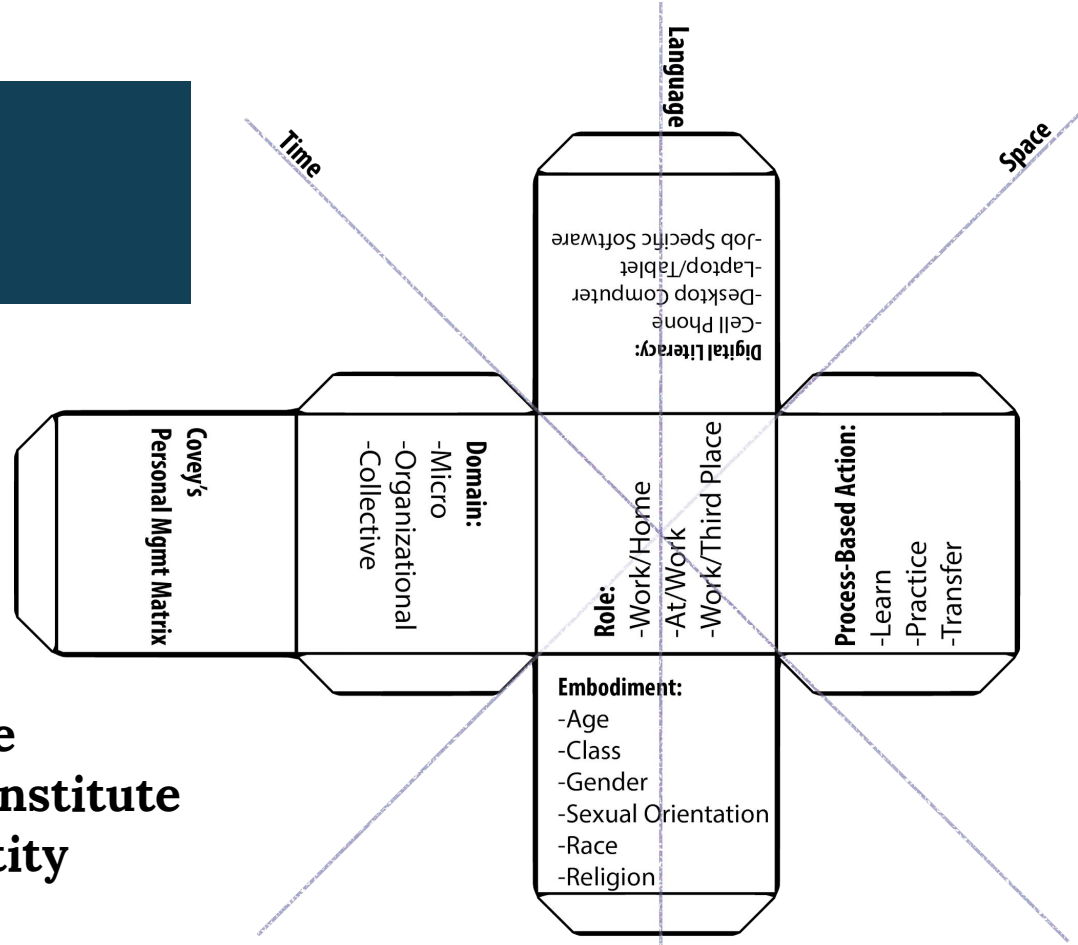 Language
Time
Space
Digital Literacy:
-Cell Phone
-Desktop Computer
-Laptop/Tablet
-Job Specific Software
Covey's
Personal Mgmt Matrix
Domain:
-Micro
-Organizational
-Collective
Role:
-Work/Home
-At/Work
-Work/Third Place
Process-Based Action:
-Learn
-Practice
-Transfer
Embodiment:
-Age
-Class
-Gender
-Sexual Orientation
-Race
-Religion
e
nstitute
tity